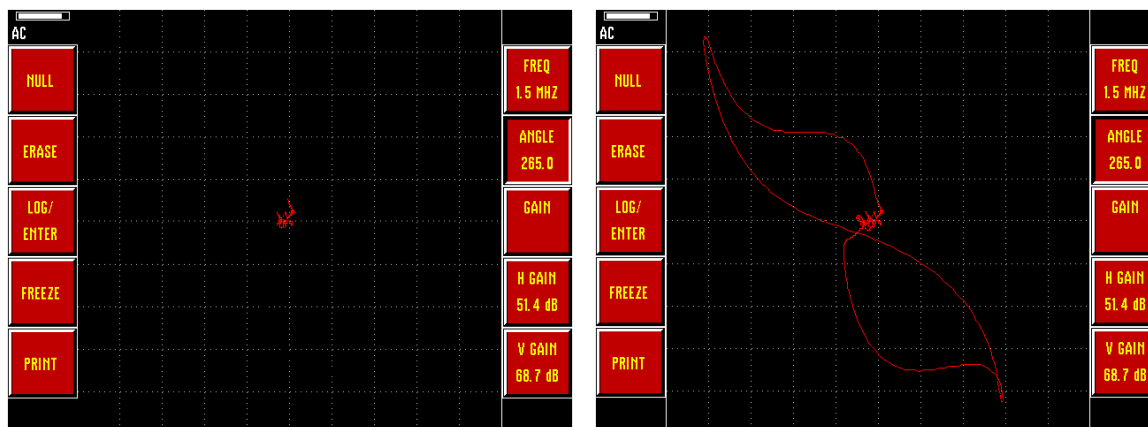 AC
NULL
ERASE
LOG/
ENTER
FREEZE
PRINT
FREQ
1.5 MHZ
ANGLE
265.0
GAIN
H GAIN
51.4 dB
V GAIN
68.7 dB
AC
NULL
ERASE
LOG/
ENTER
FREEZE
PRINT
FREQ
1.5 MHZ
ANGLE
265.0
GAIN
H GAIN
51.4 dB
V GAIN
68.7 dB